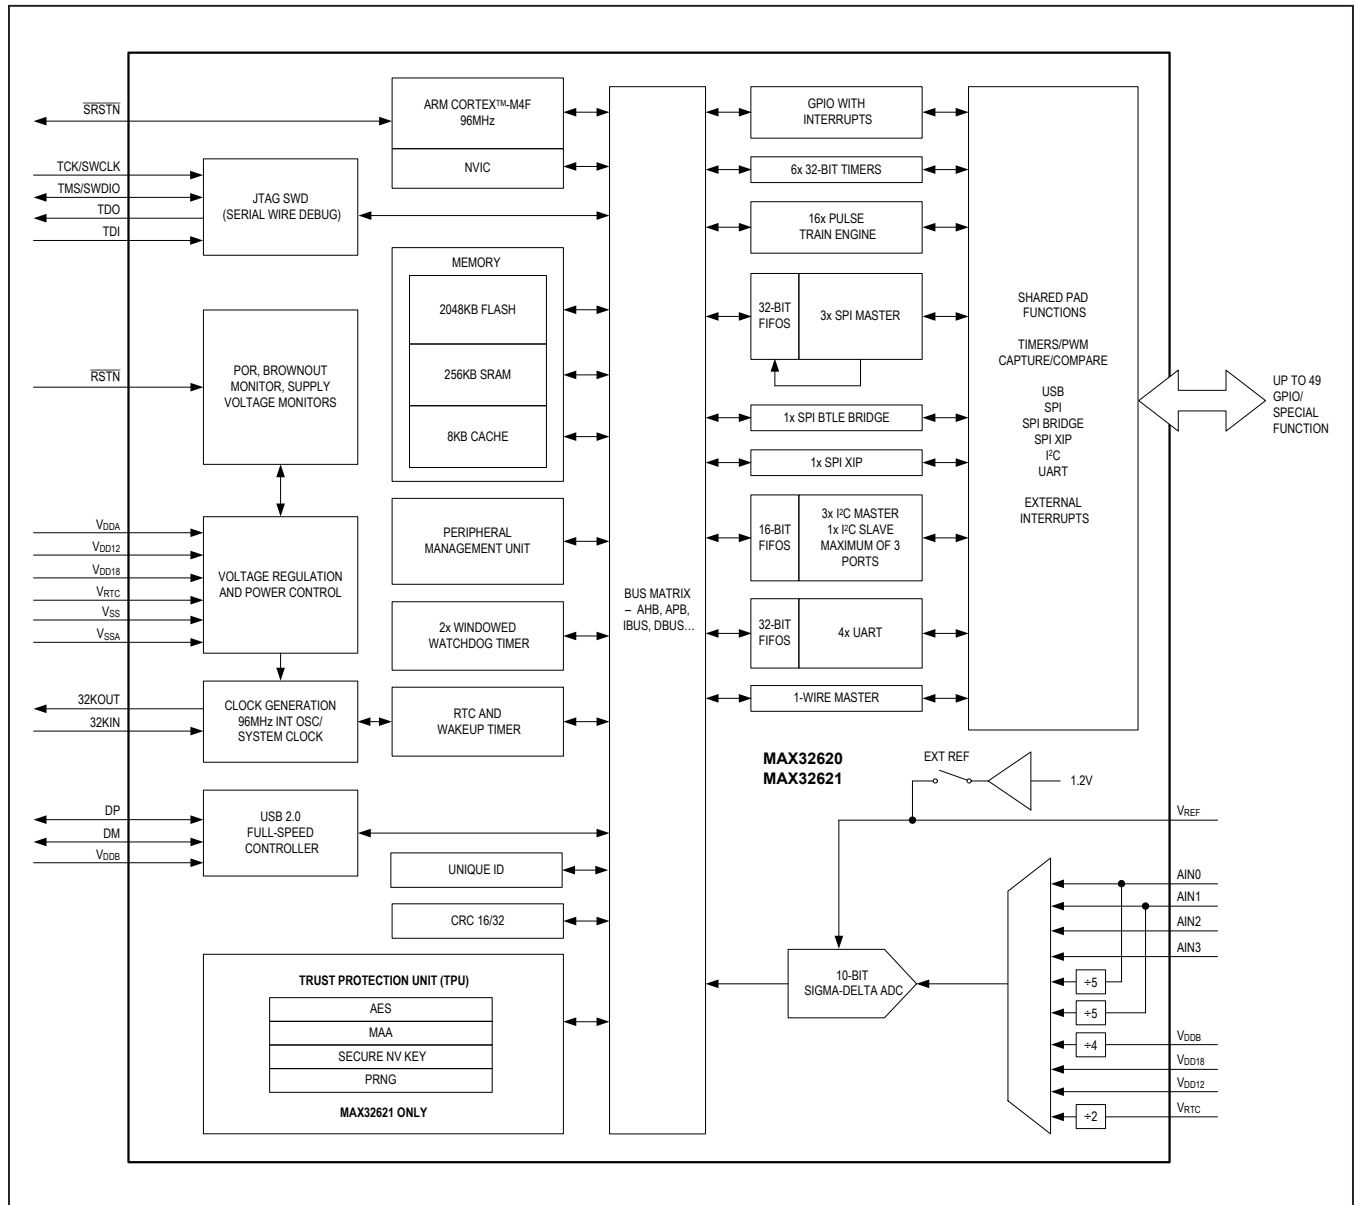 SRSTN
TCK/SWCLK
TMS/SWDIO
TDO
TDI
RSTN
VDDA
VDD12
VDD18
VRTC
VSS
VSSA
32KOUT
32KIN
DP
DM
VDDB
JTAG SWD
(SERIAL WIRE DEBUG)
POR, BROWNOUT
MONITOR, SUPPLY
VOLTAGE MONITORS
VOLTAGE REGULATION
AND POWER CONTROL
CLOCK GENERATION
96MHz INT OSC/
SYSTEM CLOCK
USB 2.0
FULL-SPEED
CONTROLLER
ARM CORTEX™-M4F
96MHz
NVIC
MEMORY
2048KB FLASH
256KB SRAM
8KB CACHE
PERIPHERAL
MANAGEMENT UNIT
2x WINDOWED
WATCHDOG TIMER
RTC AND
WAKEUP TIMER
UNIQUE ID
CRC 16/32
TRUST PROTECTION UNIT (TPU)
AES
MAA
SECURE NV KEY
PRNG
MAX32621 ONLY
BUS MATRIX
– AHB, APB,
IBUS, DBUS…
GPIO WITH
INTERRUPTS
6x 32-BIT TIMERS
16x PULSE
TRAIN ENGINE
32-BIT
FIFOS
3x SPI MASTER
1x SPI BTLE BRIDGE
1x SPI XIP
16-BIT
FIFOS
3x I²C MASTER
1x I²C SLAVE
MAXIMUM OF 3
PORTS
32-BIT
FIFOS
4x UART
1-WIRE MASTER
SHARED PAD
FUNCTIONS
TIMERS/PWM
CAPTURE/COMPARE
USB
SPI
SPI BRIDGE
SPI XIP
I²C
UART
EXTERNAL
INTERRUPTS
UP TO 49
GPIO/
SPECIAL
FUNCTION
MAX32620
MAX32621
EXT REF
1.2V
VREF
10-BIT
SIGMA-DELTA ADC
AIN0
AIN1
AIN2
AIN3
÷5
÷5
÷4
÷2
VDDB
VDD18
VDD12
VRTC